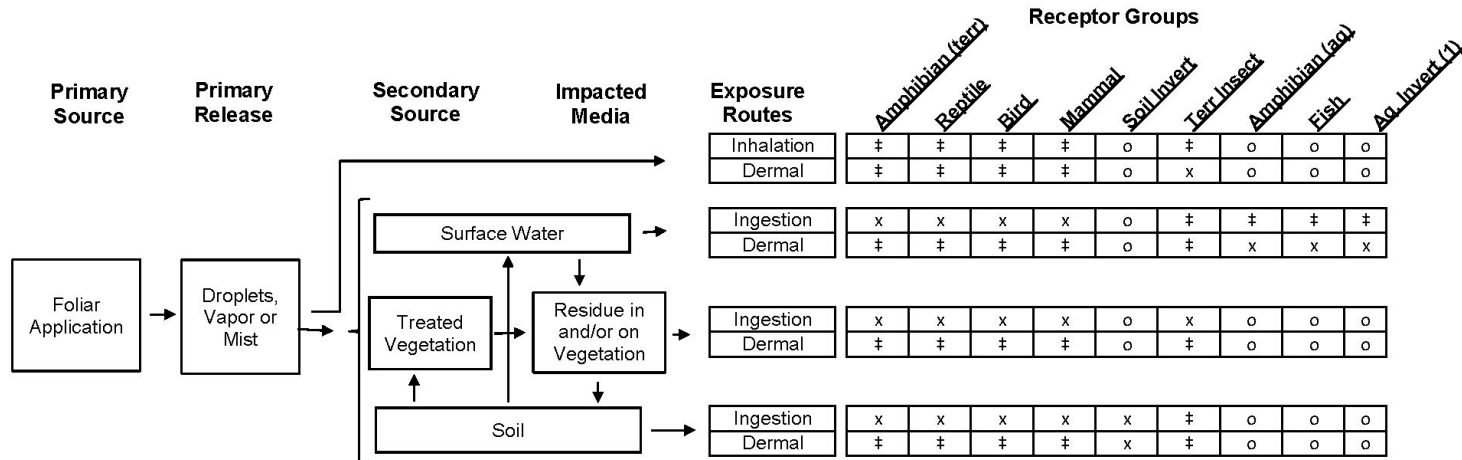 Receptor Groups
Amphibian (terr)
Reptile
Bird
Mammal
Soil Invert
Terr Insect
Amphibian (aq)
Fish
Aq. Invert (1)
Primary
Source
Primary
Release
Secondary
Source
Impacted
Media
Exposure
Routes
Inhalation ‡ ‡ ‡ ‡ o ‡ o o o
Dermal ‡ ‡ ‡ ‡ o x o o o
Surface Water
Ingestion x x x x o ‡ ‡ ‡ ‡
Dermal ‡ ‡ ‡ ‡ o ‡ x x x
Foliar
Application
Droplets,
Vapor or
Mist
Treated
Vegetation
Residue in
and/or on
Vegetation
Ingestion x x x x o x o o o
Dermal ‡ ‡ ‡ ‡ o ‡ o o o
Soil
Ingestion x x x x x ‡ o o o
Dermal ‡ ‡ ‡ ‡ x ‡ o o o